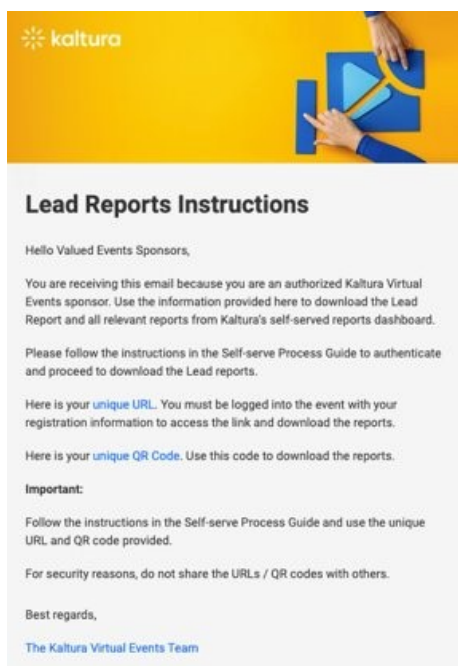 kaltura
Lead Reports Instructions
Hello Valued Events Sponsors,
You are receiving this email because you are an authorized Kaltura Virtual
Events sponsor. Use the information provided here to download the Lead
Report and all relevant reports from Kaltura's self-served reports dashboard.
Please follow the instructions in the Self-serve Process Guide to authenticate
and proceed to download the Lead reports.
Here is your unique URL. You must be logged into the event with your
registration information to access the link and download the reports.
Here is your unique QR Code. Use this code to download the reports.
Important:
Follow the instructions in the Self-serve Process Guide and use the unique
URL and QR code provided.
For security reasons, do not share the URLs / QR codes with others.
Best regards,
The Kaltura Virtual Events Team